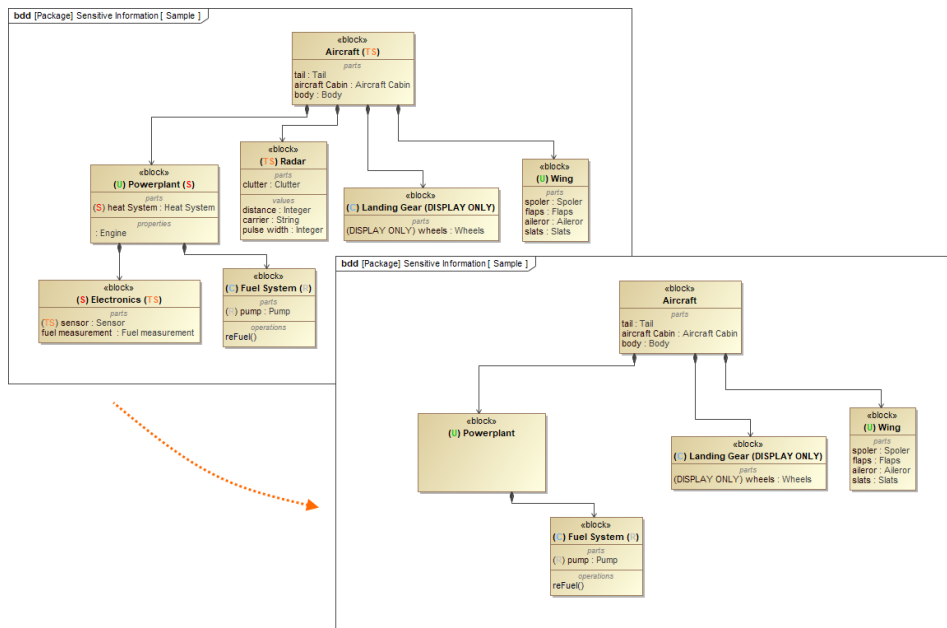 bdd [Package] Sensitive Information [ Sample ]
«block»
Aircraft (TS)
parts
tail : Tail
aircraft Cabin : Aircraft Cabin
body : Body
«block»
(U) Powerplant (S)
parts
(S) heat System : Heat System
properties
: Engine
«block»
(TS) Radar
parts
clutter : Clutter
values
distance : Integer
carrier : String
pulse width : Integer
«block»
(C) Landing Gear (DISPLAY ONLY)
parts
(DISPLAY ONLY) wheels : Wheels
«block»
(U) Wing
parts
spoler : Spoler
flaps : Flaps
aileror : Aileror
slats : Slats
«block»
(S) Electronics (TS)
parts
(TS) sensor : Sensor
fuel measurement : Fuel measurement
«block»
(C) Fuel System (R)
parts
(R) pump : Pump
operations
reFuel()
bdd [Package] Sensitive Information [ Sample ]
«block»
Aircraft
parts
tail : Tail
aircraft Cabin : Aircraft Cabin
body : Body
«block»
(U) Powerplant
«block»
(C) Landing Gear (DISPLAY ONLY)
parts
(DISPLAY ONLY) wheels : Wheels
«block»
(U) Wing
parts
spoler : Spoler
flaps : Flaps
aileror : Aileror
slats : Slats
«block»
(C) Fuel System (R)
parts
(R) pump : Pump
operations
reFuel()